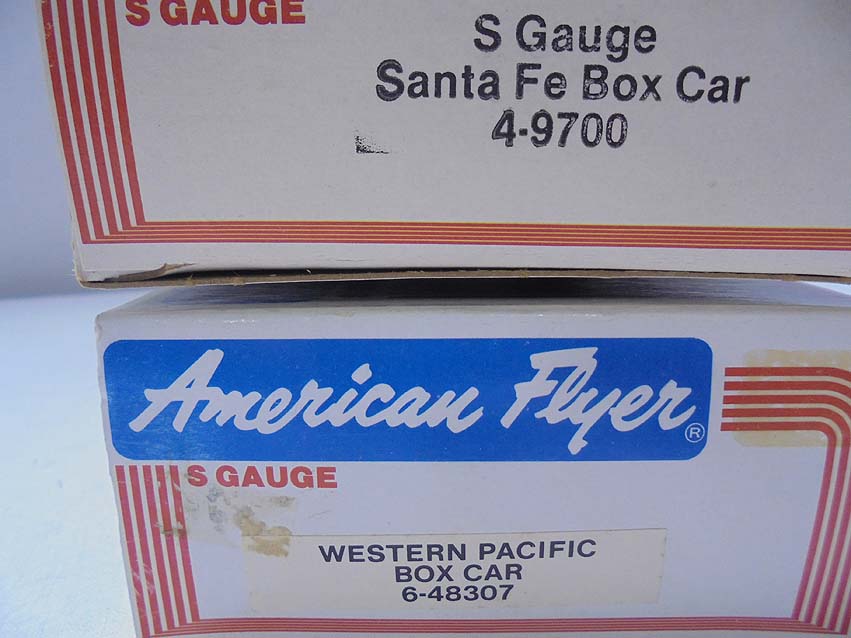 S GAUGE
S Gauge
Santa Fe Box Car
4-9700
American Flyer®
S GAUGE
WESTERN PACIFIC
BOX CAR
6-48307